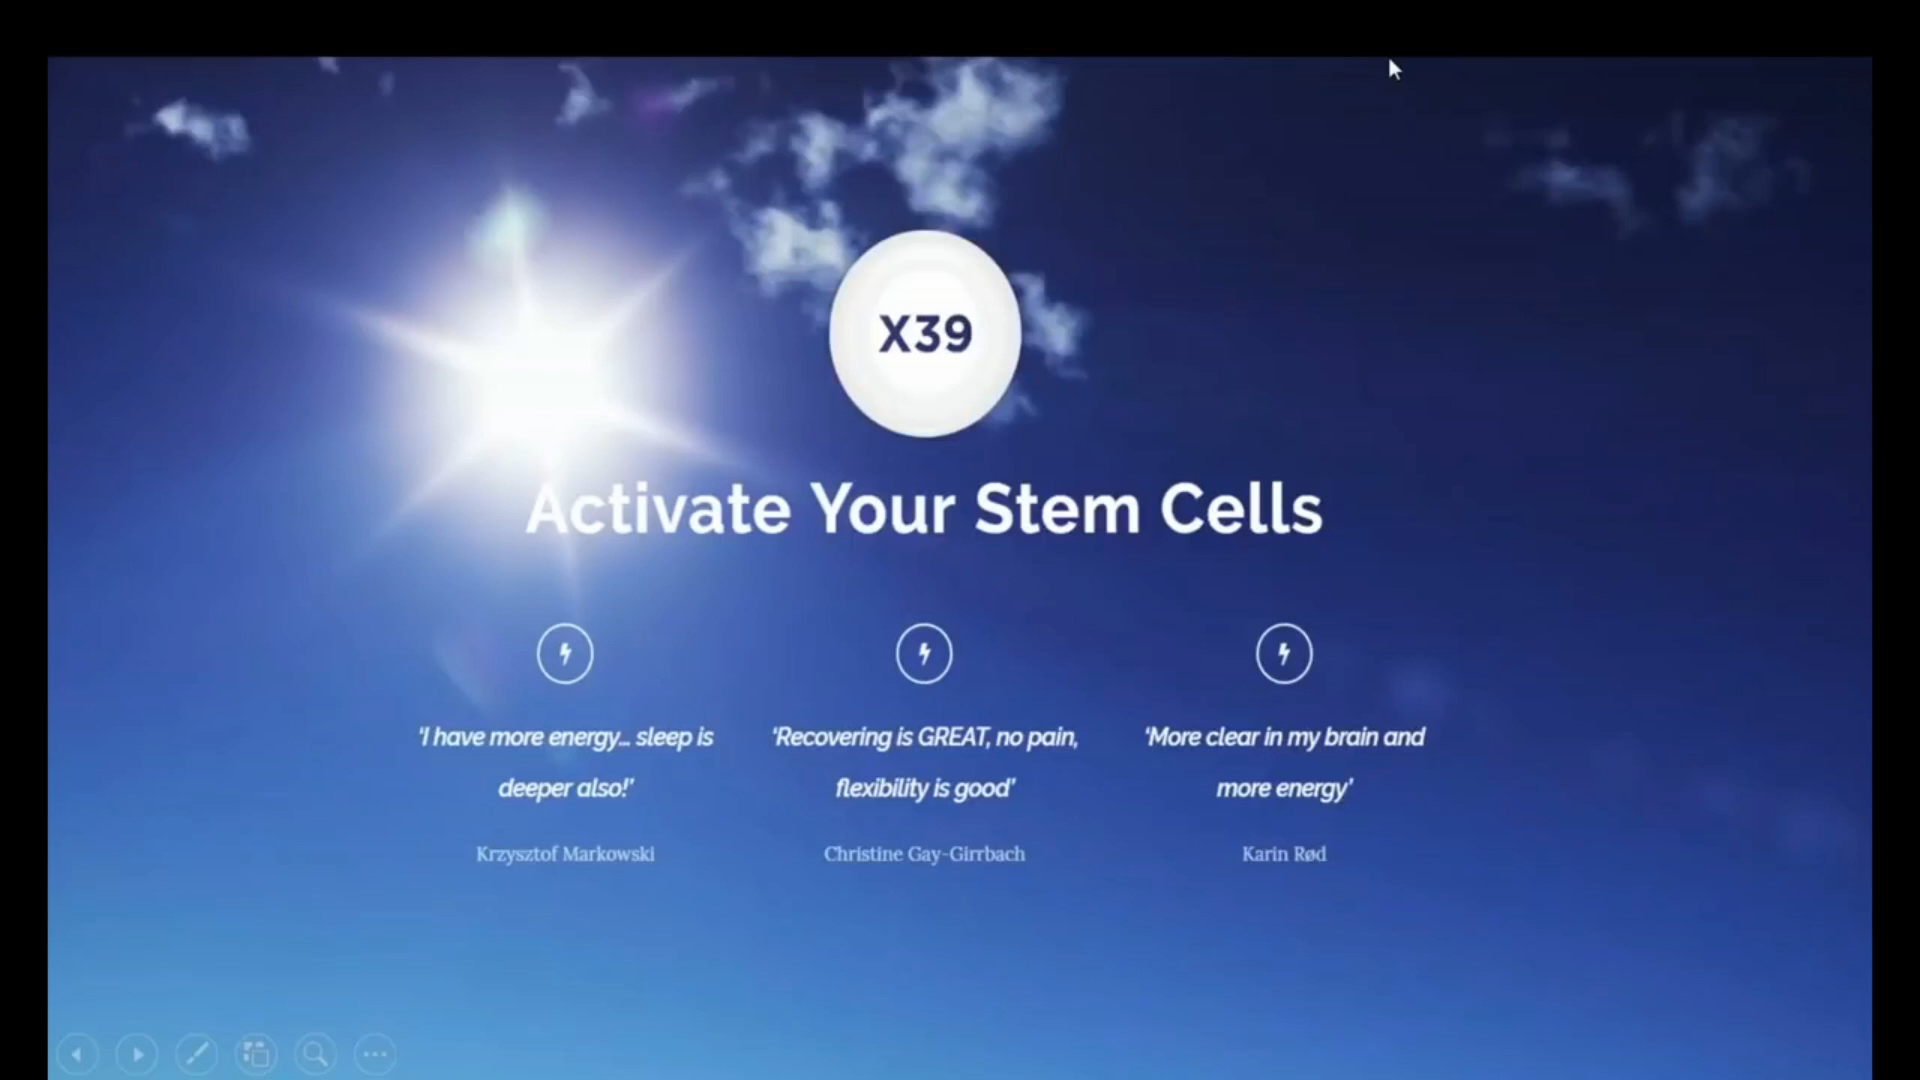 X39
Activate Your Stem Cells
‘I have more energy... sleep is
deeper also!’
Krzysztof Markowski
‘Recovering is GREAT, no pain,
flexibility is good’
Christine Gay-Girrbach
‘More clear in my brain and
more energy’
Karin Rød